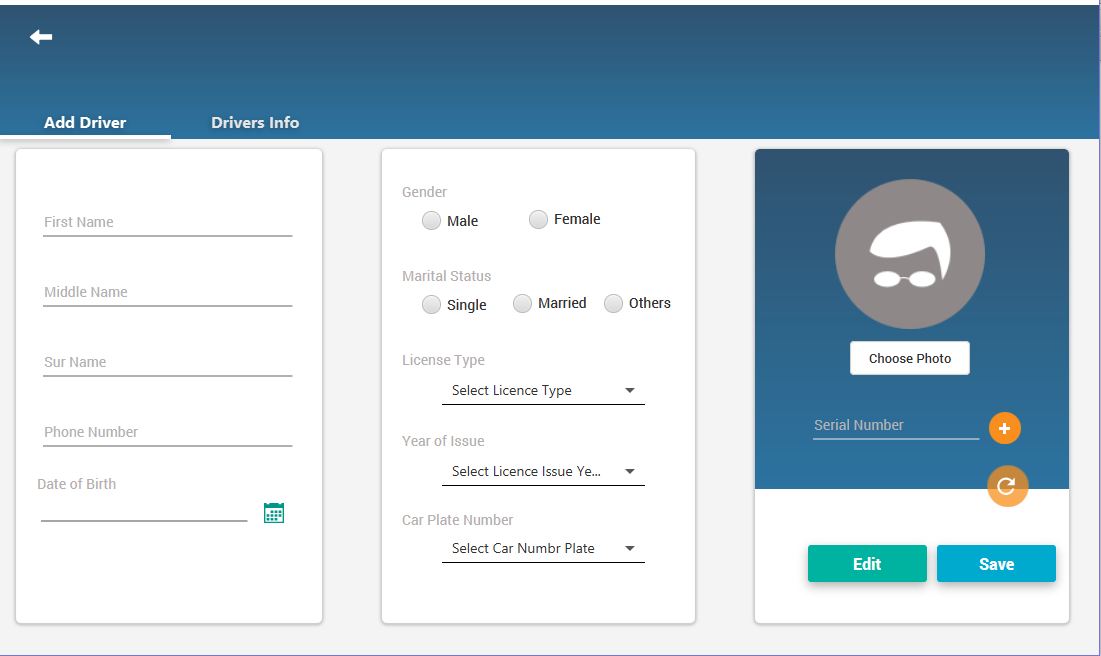 Add Driver
Drivers Info
First Name
Middle Name
Sur Name
Phone Number
Date of Birth
Gender
Male
Female
Marital Status
Single
Married
Others
License Type
Select Licence Type
Year of Issue
Select Licence Issue Ye...
Car Plate Number
Select Car Numbr Plate
Choose Photo
Serial Number
Edit
Save